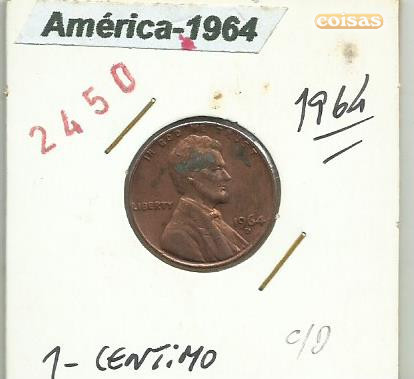 coisas
América-1964
2450
1964
IN GOD WE TRUST
LIBERTY
1964
D
1- CENTiMO
c/D